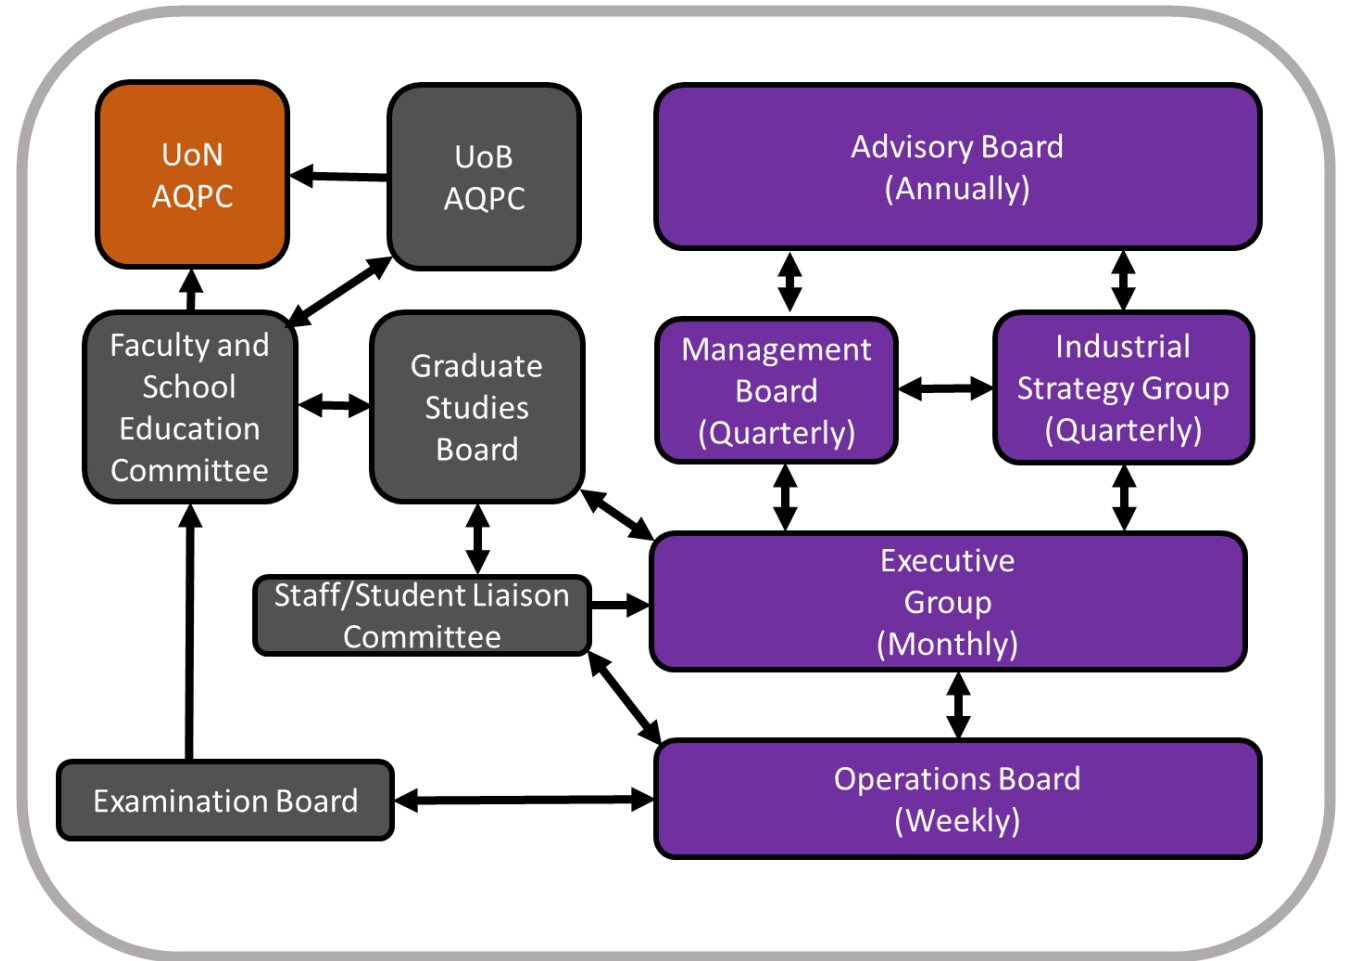 UoN
AQPC
UoB
AQPC
Advisory Board
(Annually)
Faculty and
School
Education
Committee
Graduate
Studies
Board
Management
Board
(Quarterly)
Industrial
Strategy Group
(Quarterly)
Staff/Student Liaison
Committee
Executive
Group
(Monthly)
Examination Board
Operations Board
(Weekly)